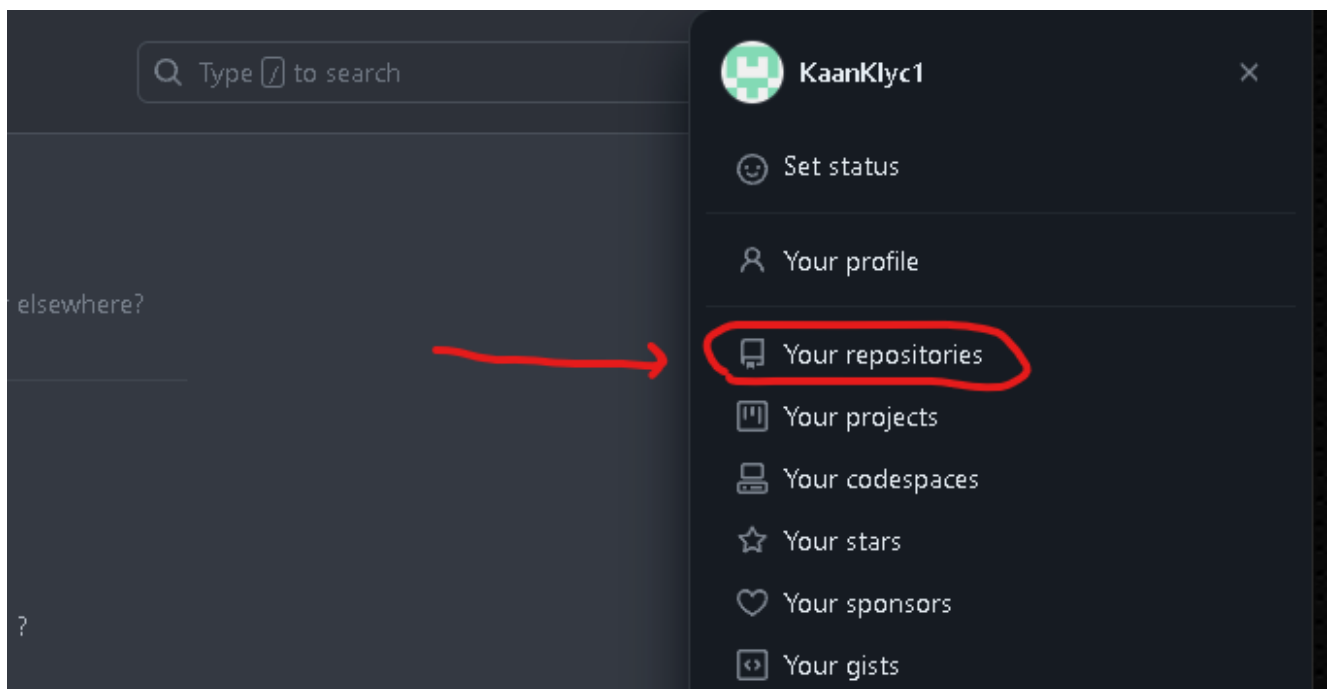 Type / to search
KaanKlyc1
Set status
Your profile
elsewhere?
Your repositories
Your projects
Your codespaces
Your stars
Your sponsors
?
Your gists